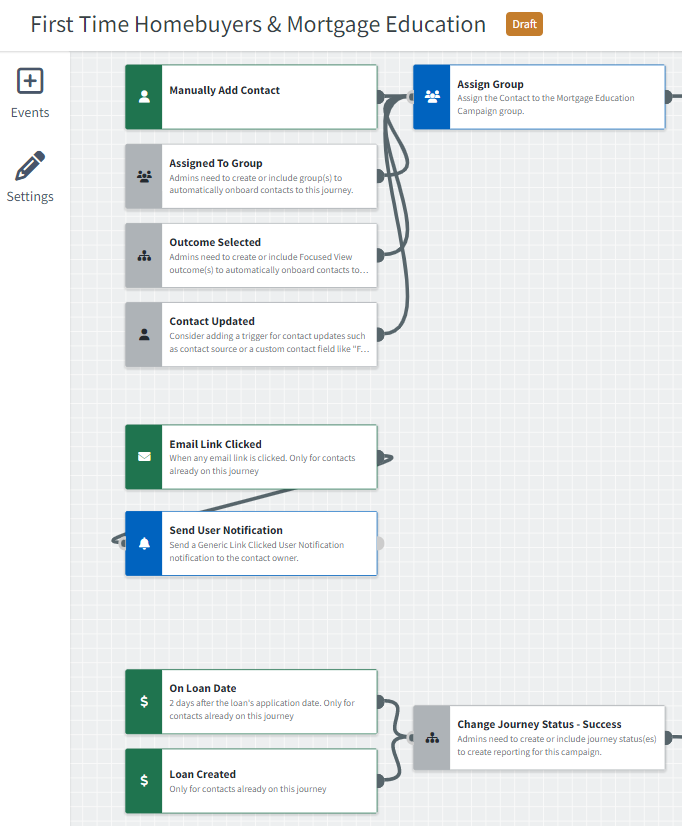 First Time Homebuyers & Mortgage Education
Draft
Events
Settings
Manually Add Contact
Assign Group
Assign the Contact to the Mortgage Education
Campaign group.
Assigned To Group
Admins need to create or include group(s) to
automatically onboard contacts to this journey.
Outcome Selected
Admins need to create or include Focused View
outcome(s) to automatically onboard contacts to...
Contact Updated
Consider adding a trigger for contact updates such
as contact source or a custom contact field like "F...
Email Link Clicked
When any email link is clicked. Only for contacts
already on this journey
Send User Notification
Send a Generic Link Clicked User Notification
notification to the contact owner.
On Loan Date
2 days after the loan's application date. Only for
contacts already on this journey
Change Journey Status - Success
Admins need to create or include journey status(es)
to create reporting for this campaign.
Loan Created
Only for contacts already on this journey